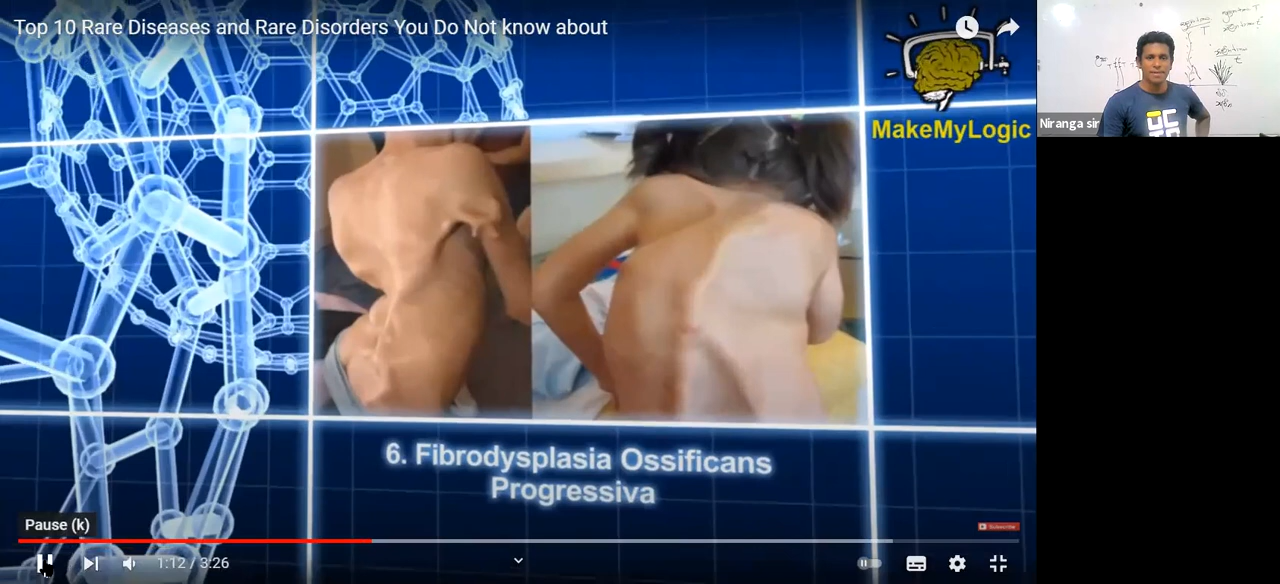 Top 10 Rare Diseases and Rare Disorders You Do Not know about
MakeMyLogic
Niranga sir
6. Fibrodysplasia Ossificans
Progressiva
Subscribe
Pause (k)
1:12 / 3:26